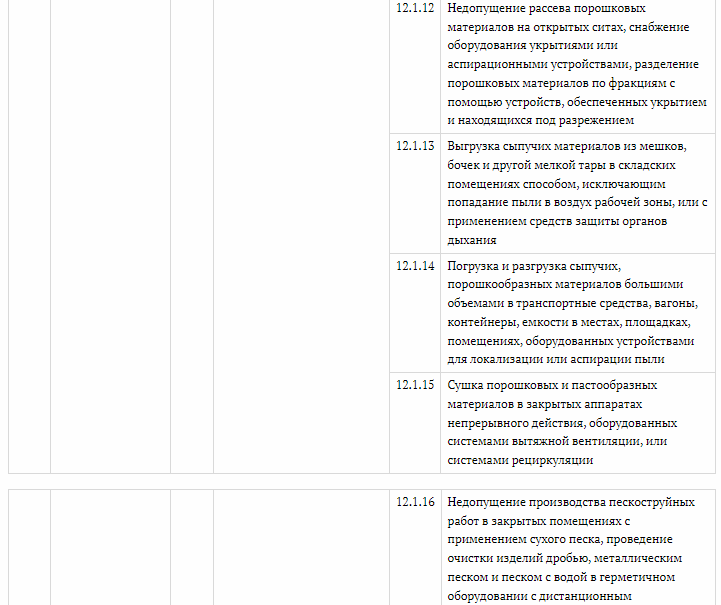 12.1.12 Недопущение рассева порошковых
материалов на открытых ситах, снабжение
оборудования укрытиями или
аспирационными устройствами, разделение
порошковых материалов по фракциям с
помощью устройств, обеспеченных укрытием
и находящихся под разрежением
12.1.13 Выгрузка сыпучих материалов из мешков,
бочек и другой мелкой тары в складских
помещениях способом, исключающим
попадание пыли в воздух рабочей зоны, или с
применением средств защиты органов
дыхания
12.1.14 Погрузка и разгрузка сыпучих,
порошкообразных материалов большими
объемами в транспортные средства, вагоны,
контейнеры, емкости в местах, площадках,
помещениях, оборудованных устройствами
для локализации или аспирации пыли
12.1.15 Сушка порошковых и пастообразных
материалов в закрытых аппаратах
непрерывного действия, оборудованных
системами вытяжной вентиляции, или
системами рециркуляции
12.1.16 Недопущение производства пескоструйных
работ в закрытых помещениях с
применением сухого песка, проведение
очистки изделий дробью, металлическим
песком и песком с водой в герметичном
оборудовании с дистанционным